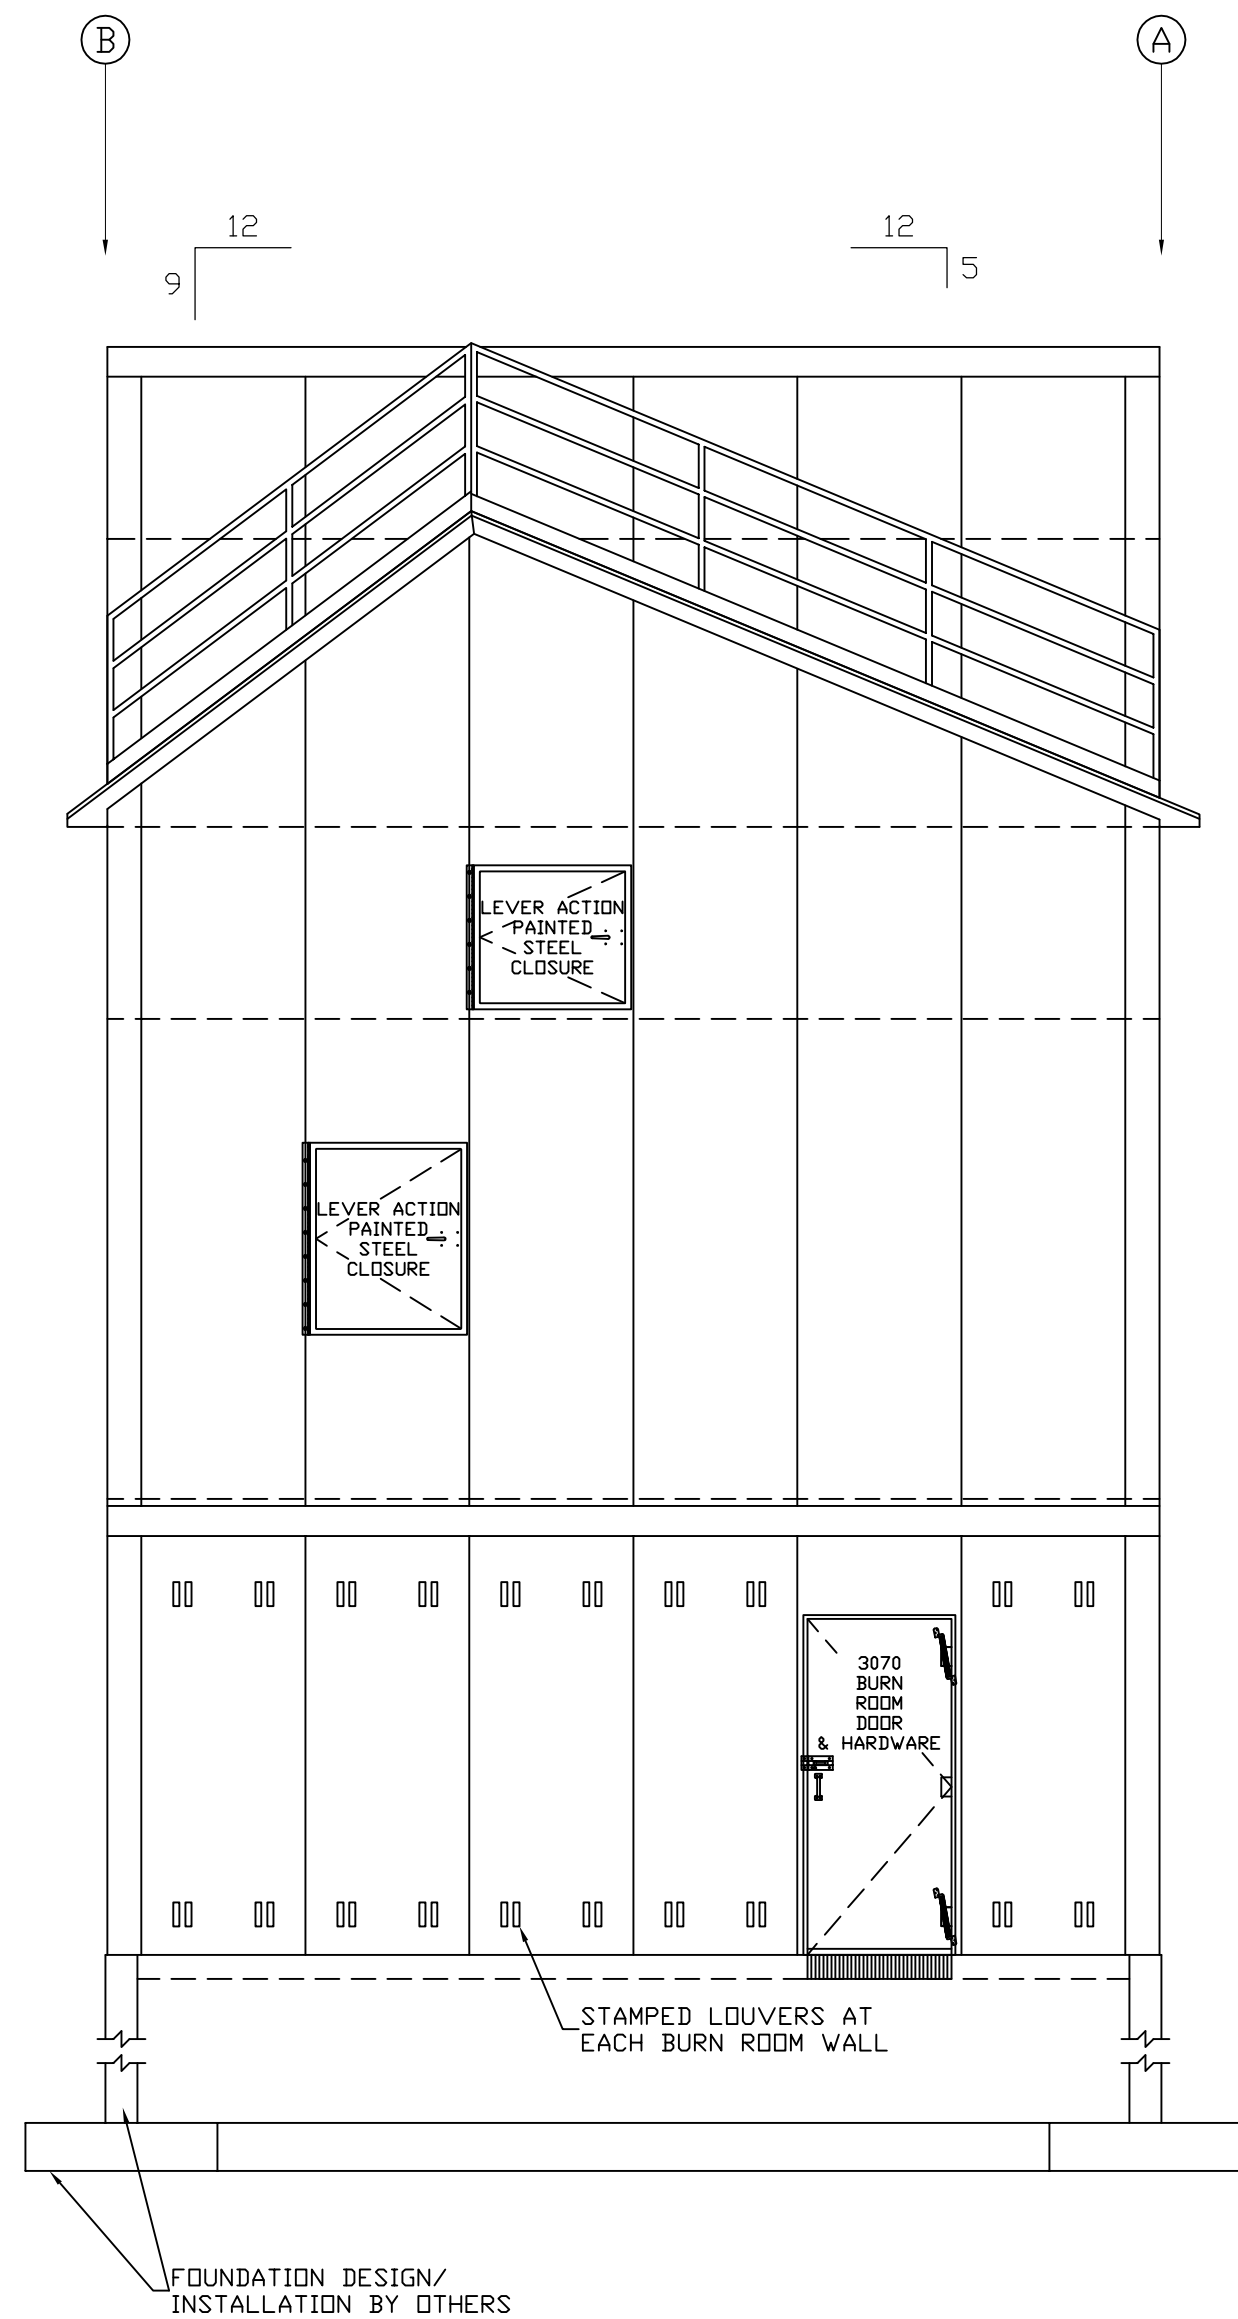 B
A
12
9
12
5
LEVER ACTION
PAINTED
STEEL
CLOSURE
LEVER ACTION
PAINTED
STEEL
CLOSURE
3070
BURN
ROOM
DOOR
& HARDWARE
STAMPED LOUVERS AT
EACH BURN ROOM WALL
FOUNDATION DESIGN/
INSTALLATION BY OTHERS